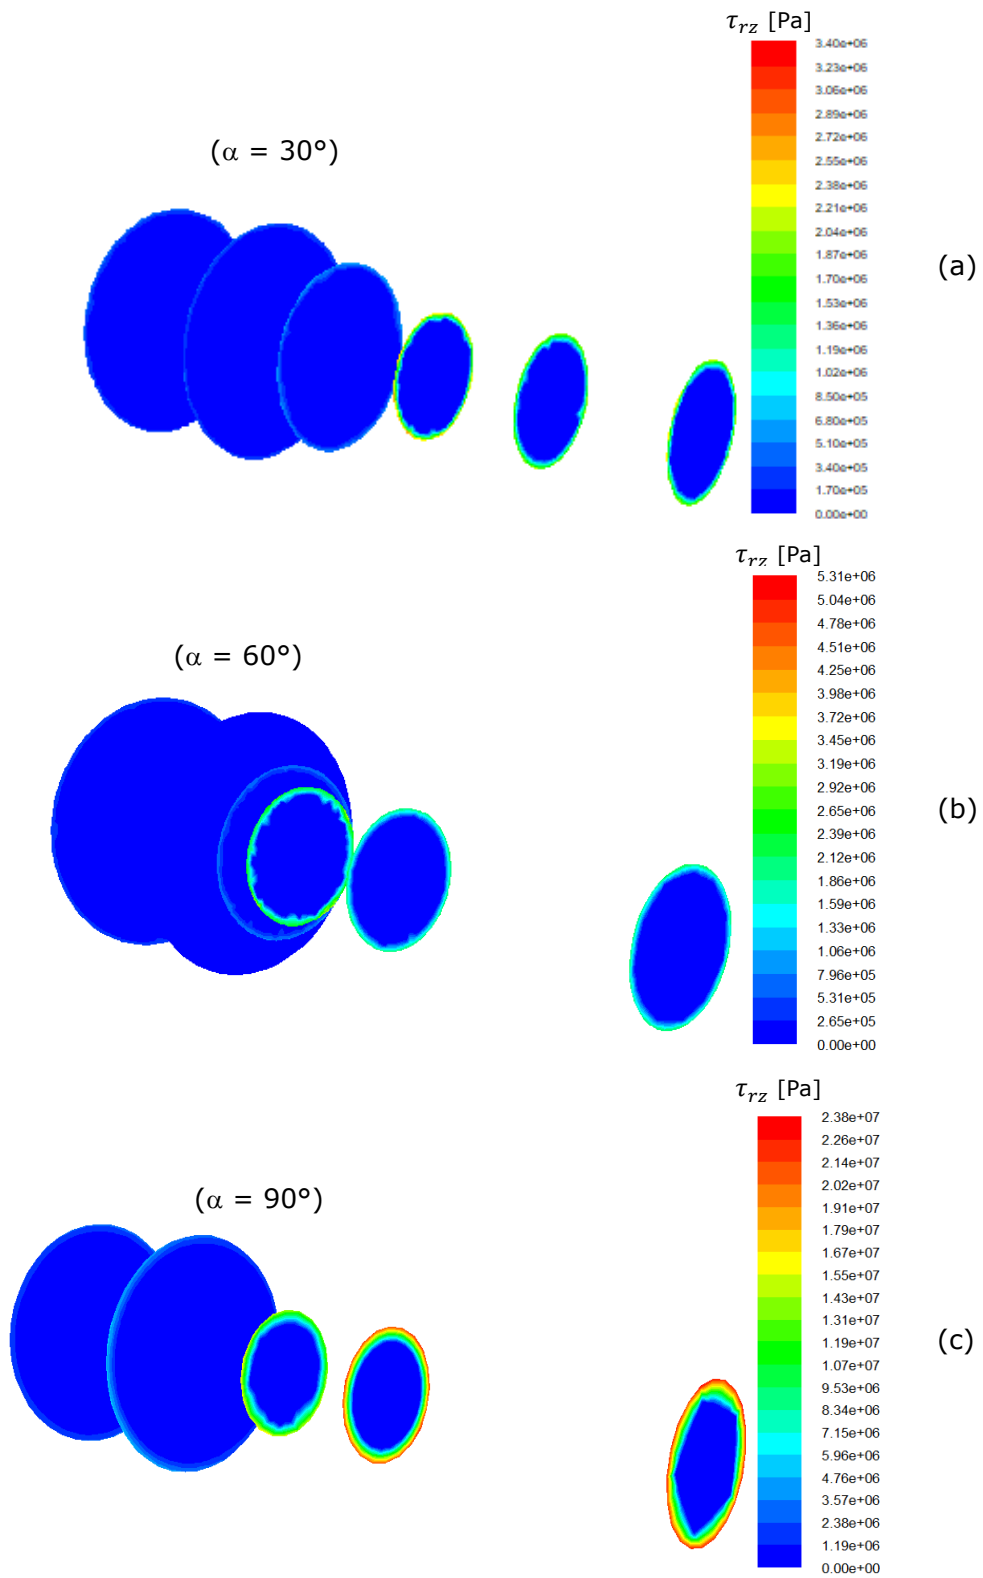 τrz [Pa]
3.40e+06
3.23e+06
3.06e+06
2.89e+06
2.72e+06
2.55e+06
2.38e+06
2.21e+06
2.04e+06
1.87e+06
1.70e+06
1.53e+06
1.36e+06
1.19e+06
1.02e+06
8.50e+05
6.80e+05
5.10e+05
3.40e+05
1.70e+05
0.00e+00
(α = 30°)
(a)
τrz [Pa]
5.31e+06
5.04e+06
4.78e+06
4.51e+06
4.25e+06
3.98e+06
3.72e+06
3.45e+06
3.19e+06
2.92e+06
2.65e+06
2.39e+06
2.12e+06
1.86e+06
1.59e+06
1.33e+06
1.06e+06
7.96e+05
5.31e+05
2.65e+05
0.00e+00
(α = 60°)
(b)
τrz [Pa]
2.38e+07
2.26e+07
2.14e+07
2.02e+07
1.91e+07
1.79e+07
1.67e+07
1.55e+07
1.43e+07
1.31e+07
1.19e+07
1.07e+07
9.53e+06
8.34e+06
7.15e+06
5.96e+06
4.76e+06
3.57e+06
2.38e+06
1.19e+06
0.00e+00
(α = 90°)
(c)